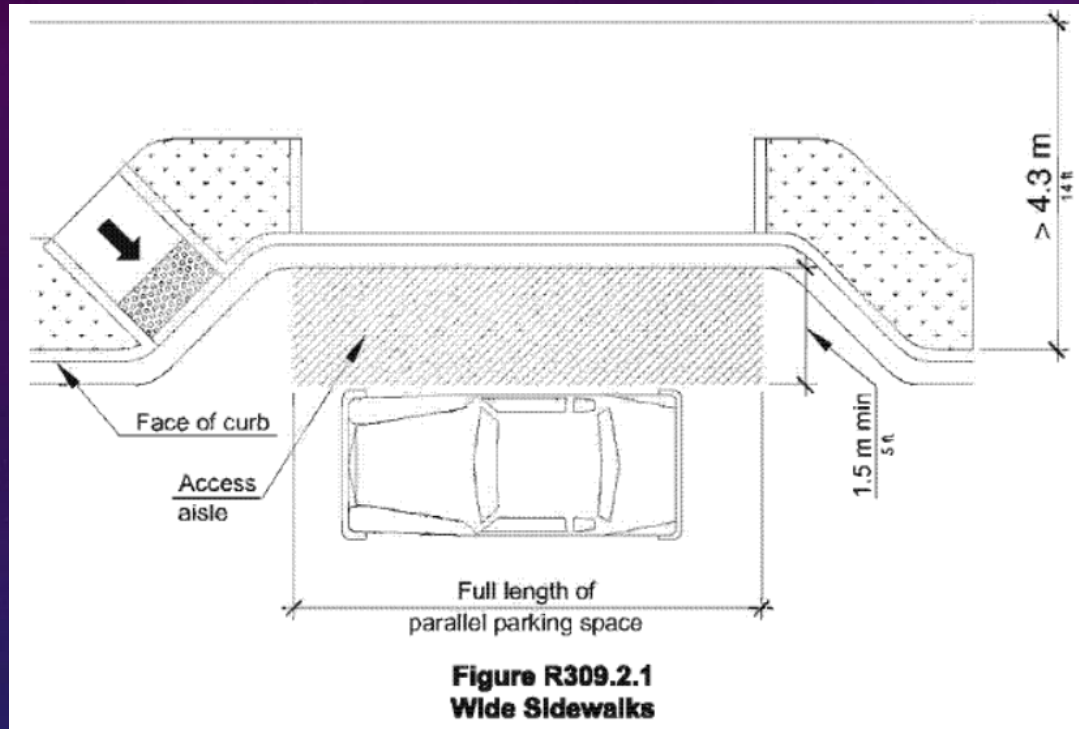 > 4.3 m
14 ft
Face of curb
Access
aisle
1.5 m min
5 ft
Full length of
parallel parking space
Figure R309.2.1
Wide Sidewalks